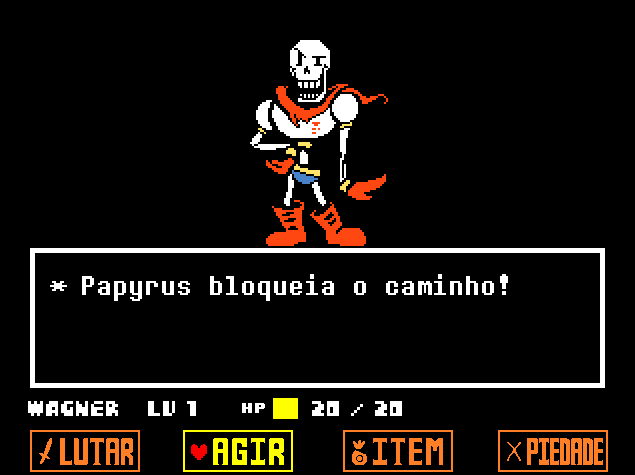 * Papyrus bloqueia o caminho!
WAGNER LV 1 HP 20 / 20
LUTAR AGIR ITEM PIEDADE